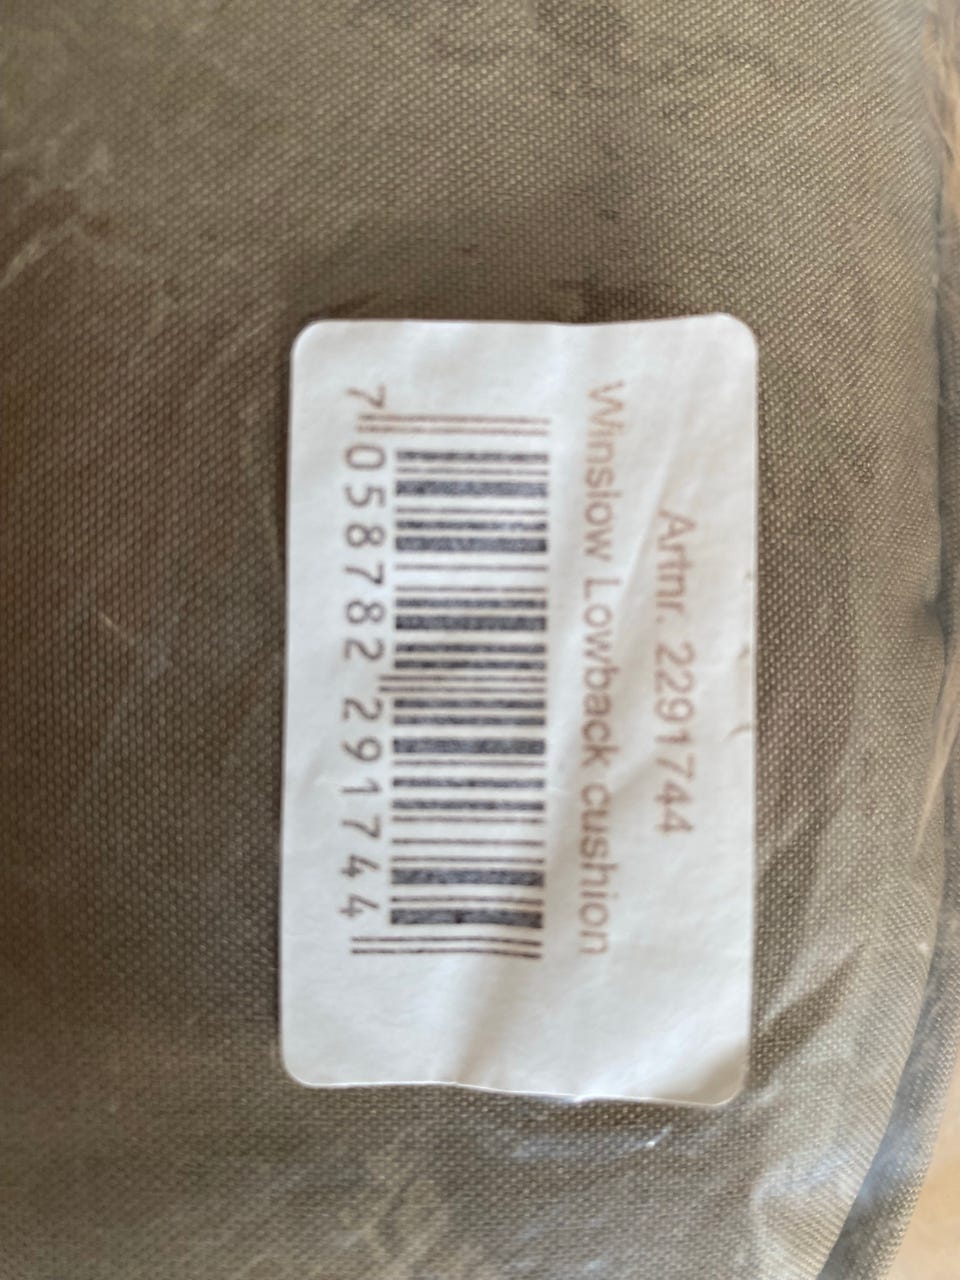 Artnr. 2291744
Winslow Lowback cushion
7 058782 291744